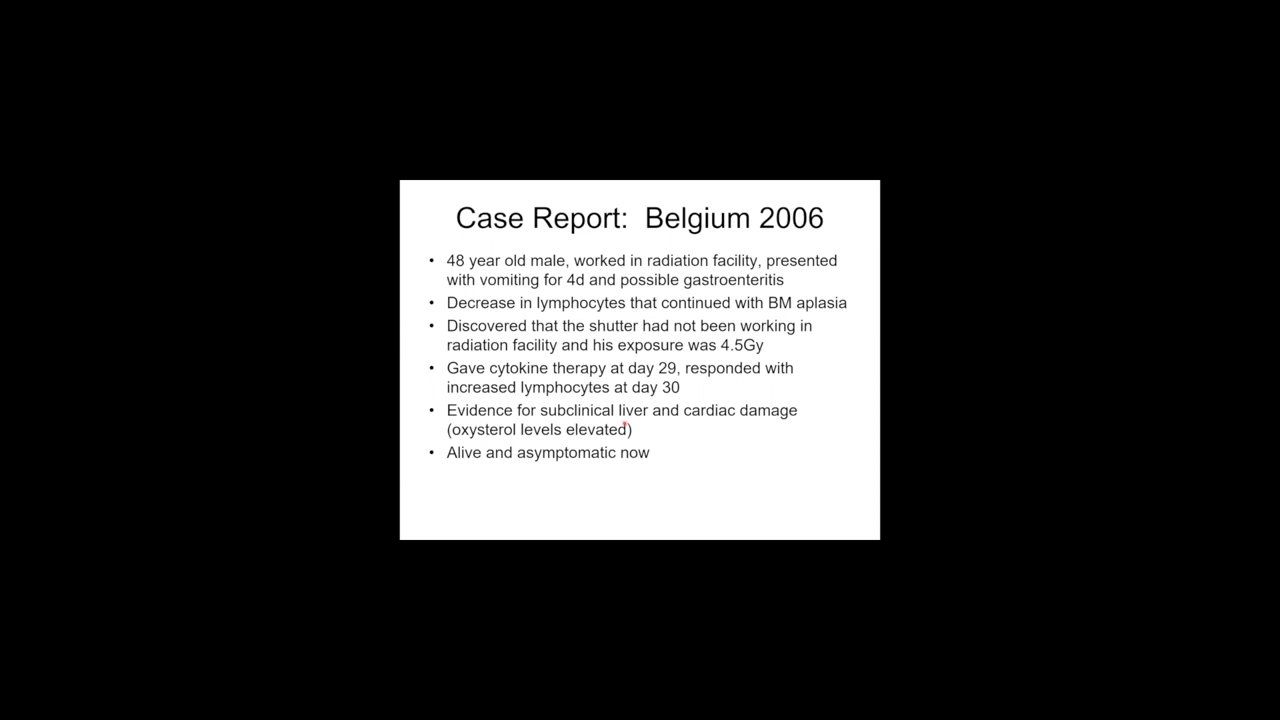 Case Report:  Belgium 2006
• 48 year old male, worked in radiation facility, presented
with vomiting for 4d and possible gastroenteritis
• Decrease in lymphocytes that continued with BM aplasia
• Discovered that the shutter had not been working in
radiation facility and his exposure was 4.5Gy
• Gave cytokine therapy at day 29, responded with
increased lymphocytes at day 30
• Evidence for subclinical liver and cardiac damage
(oxysterol levels elevated)
• Alive and asymptomatic now